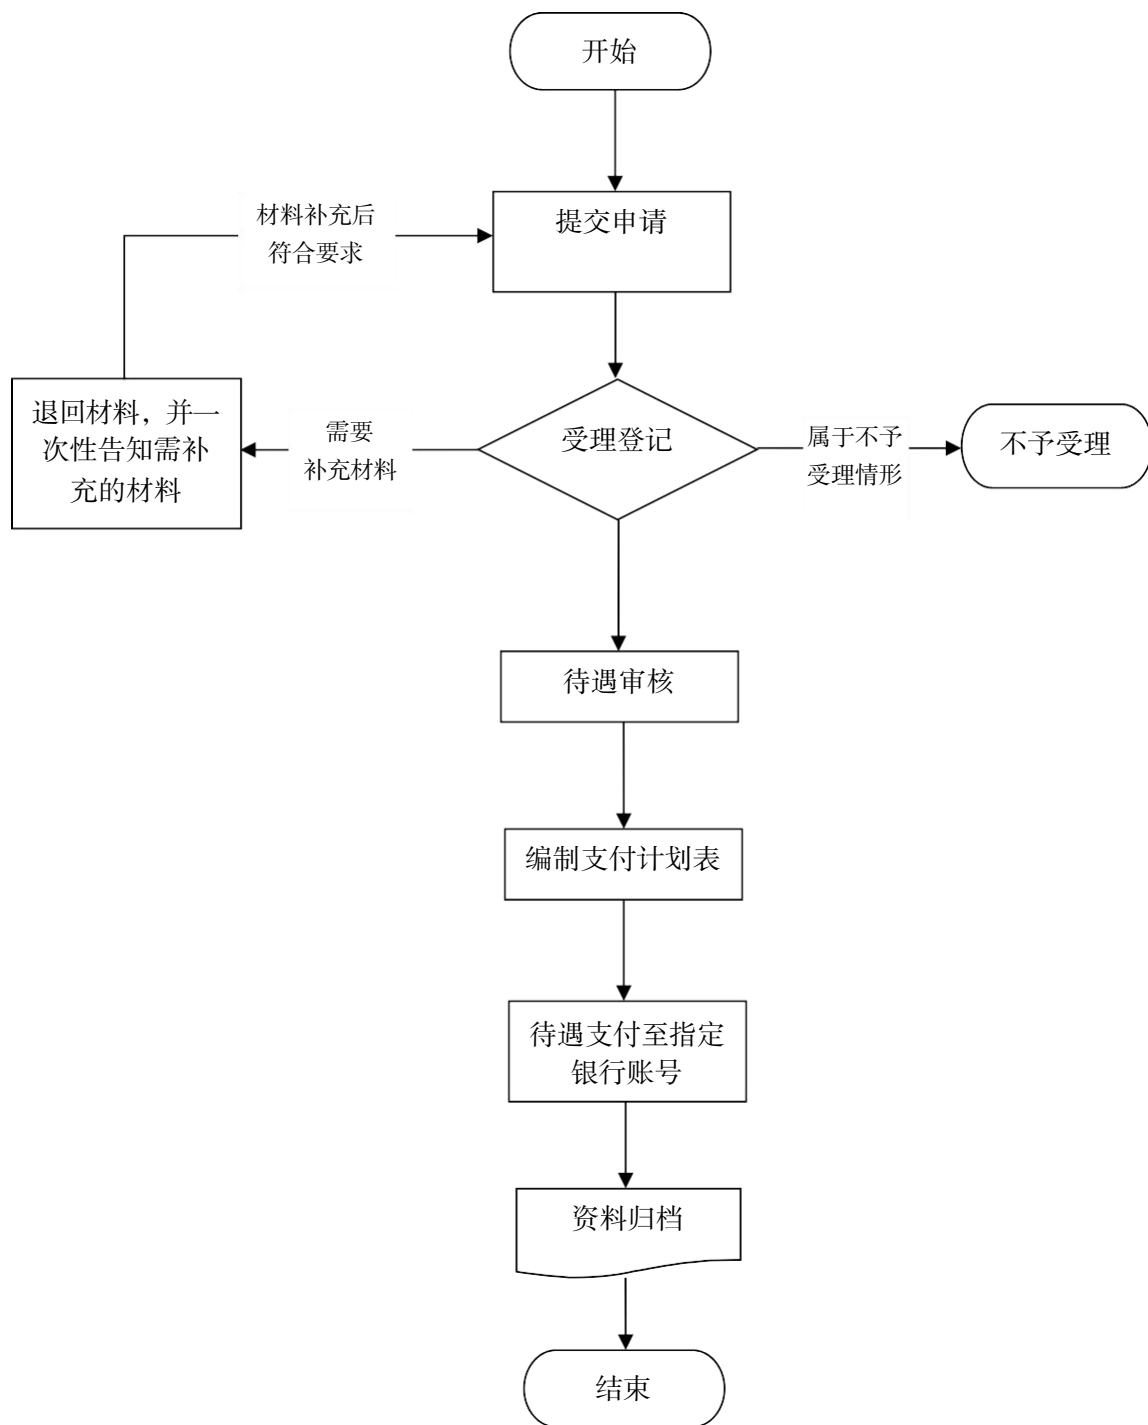 开始
提交申请
材料补充后
符合要求
退回材料，并一
次性告知需补
充的材料
需要
补充材料
受理登记
属于不予
受理情形
不予受理
待遇审核
编制支付计划表
待遇支付至指定
银行账号
资料归档
结束